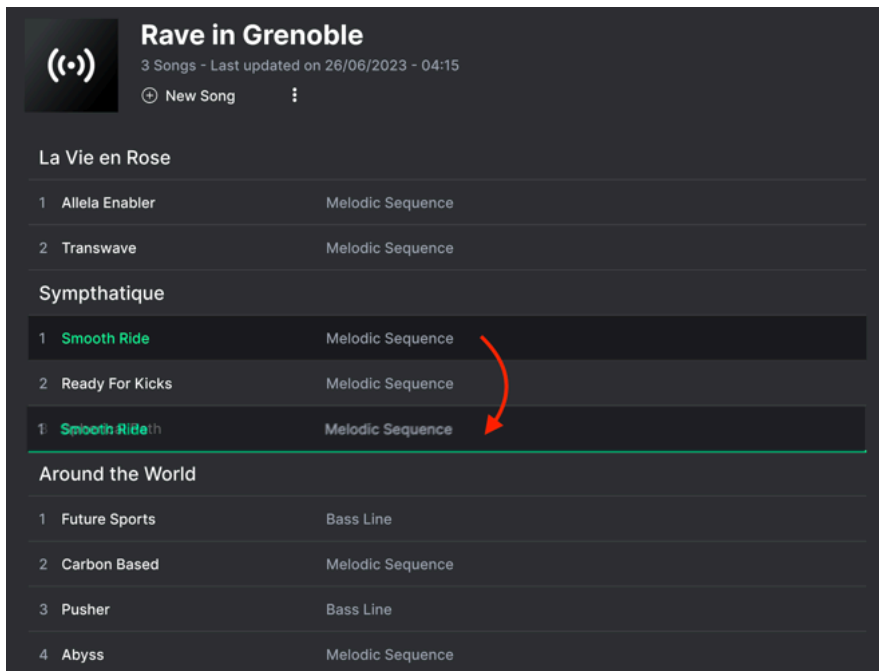 Rave in Grenoble
3 Songs - Last updated on 26/06/2023 - 04:15
New Song
La Vie en Rose
1 Allela Enabler Melodic Sequence
2 Transwave Melodic Sequence
Sympthatique
1 Smooth Ride Melodic Sequence
2 Ready For Kicks Melodic Sequence
1 Smooth Ride Melodic Sequence
Around the World
1 Future Sports Bass Line
2 Carbon Based Melodic Sequence
3 Pusher Bass Line
4 Abyss Melodic Sequence